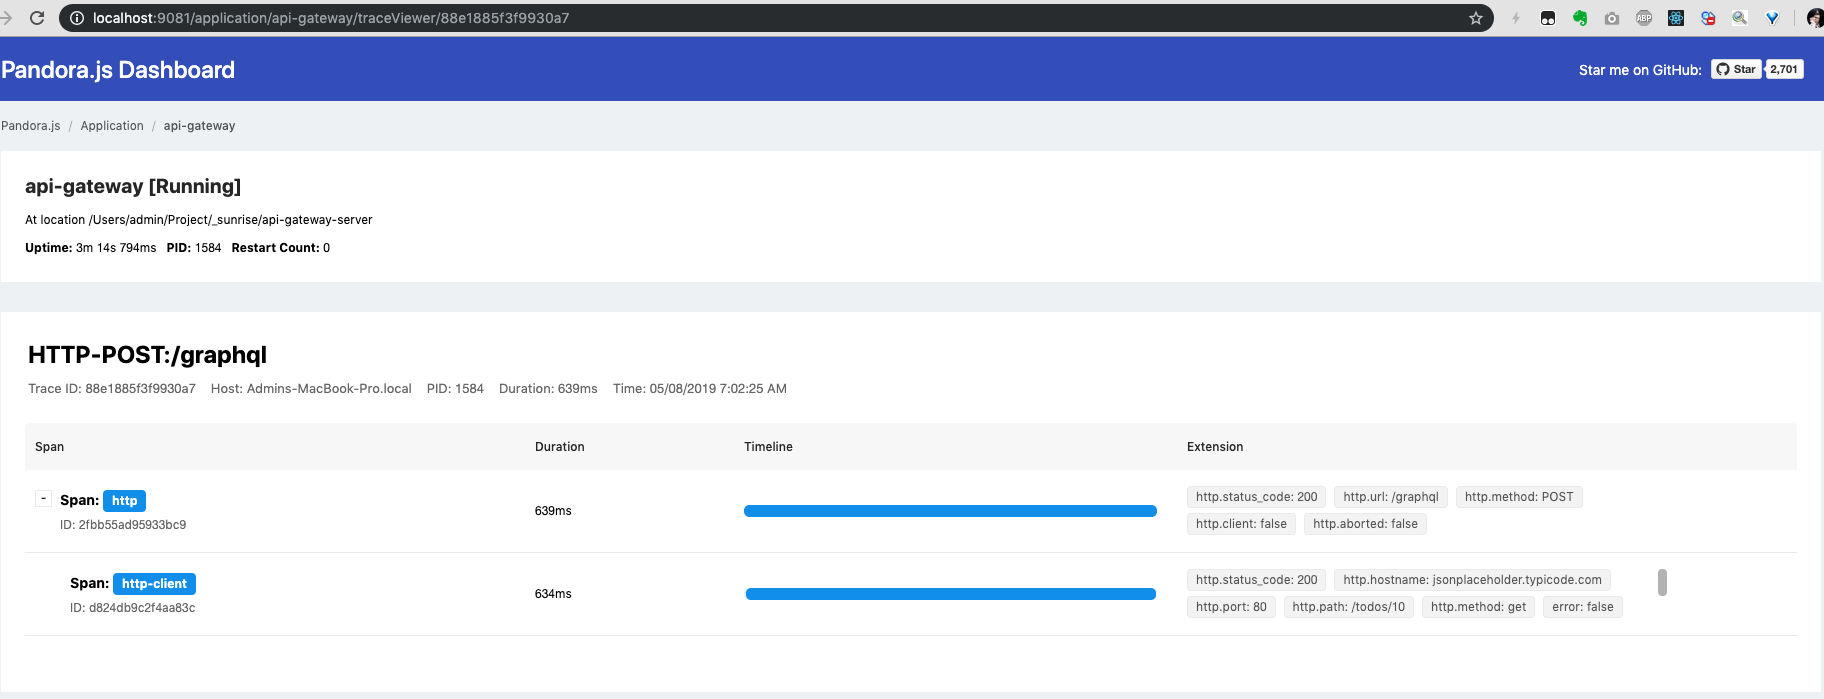 localhost:9081/application/api-gateway/traceViewer/88e1885f3f9930a7
ABP
Pandora.js Dashboard
Star me on GitHub: Star 2,701
Pandora.js / Application / api-gateway
api-gateway [Running]
At location /Users/admin/Project/_sunrise/api-gateway-server
Uptime: 3m 14s 794ms PID: 1584 Restart Count: 0
HTTP-POST:/graphql
Trace ID: 88e1885f3f9930a7 Host: Admins-MacBook-Pro.local PID: 1584 Duration: 639ms Time: 05/08/2019 7:02:25 AM
Span Duration Timeline Extension
- Span: http
ID: 2fbb55ad95933bc9
639ms
http.status_code: 200 http.url: /graphql http.method: POST
http.client: false http.aborted: false
Span: http-client
ID: d824db9c2f4aa83c
634ms
http.status_code: 200 http.hostname: jsonplaceholder.typicode.com
http.port: 80 http.path: /todos/10 http.method: get error: false